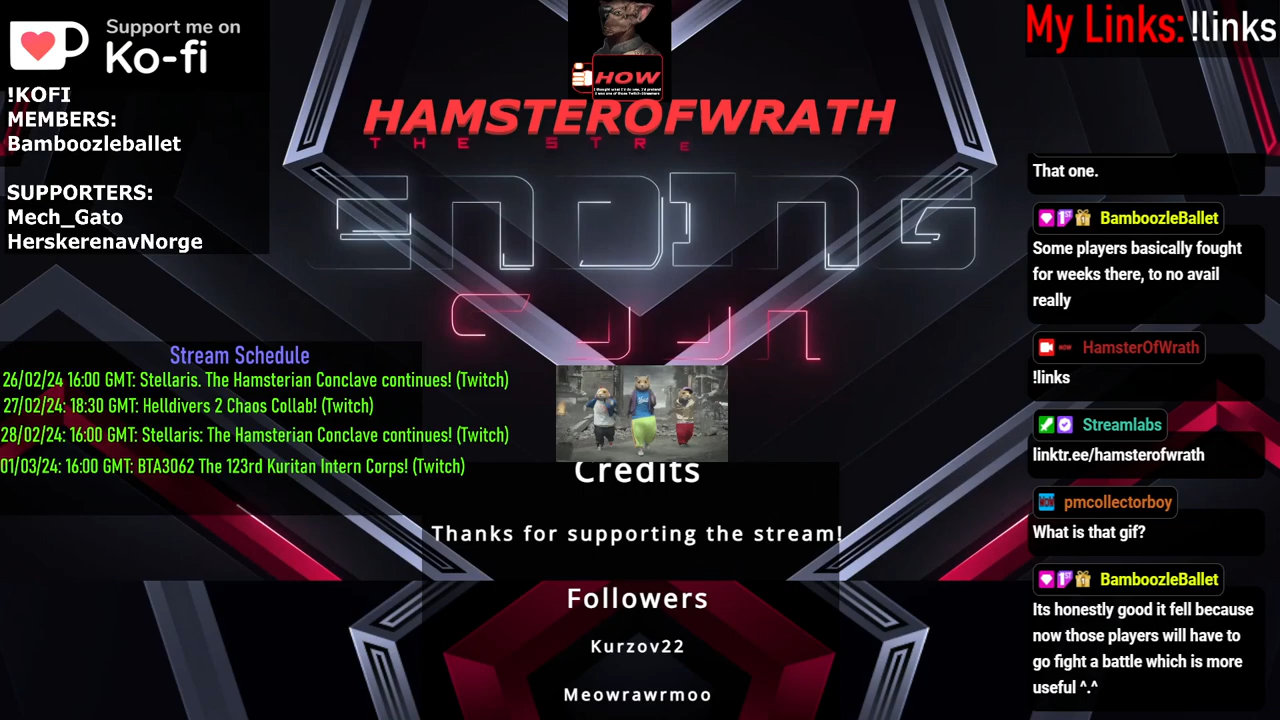 Support me on
Ko-fi
!KOFI
MEMBERS:
Bamboozleballet
SUPPORTERS:
Mech_Gato
HerskerenavNorge
HOW
HAMSTEROFWRATH
THE STRE
ENDING
My Links: !links
Stream Schedule
26/02/24 16:00 GMT: Stellaris. The Hamsterian Conclave continues! (Twitch)
27/02/24: 18:30 GMT: Helldivers 2 Chaos Collab! (Twitch)
28/02/24: 16:00 GMT: Stellaris: The Hamsterian Conclave continues! (Twitch)
01/03/24: 16:00 GMT: BTA3062 The 123rd Kuritan Intern Corps! (Twitch)
Credits
Thanks for supporting the stream!
Followers
Kurzov22
Meowrawrmoo
That one.
BamboozleBallet
Some players basically fought
for weeks there, to no avail
really
HamsterOfWrath
!links
Streamlabs
linktr.ee/hamsterofwrath
pmcollectorboy
What is that gif?
BamboozleBallet
Its honestly good it fell because
now those players will have to
go fight a battle which is more
useful ^.^